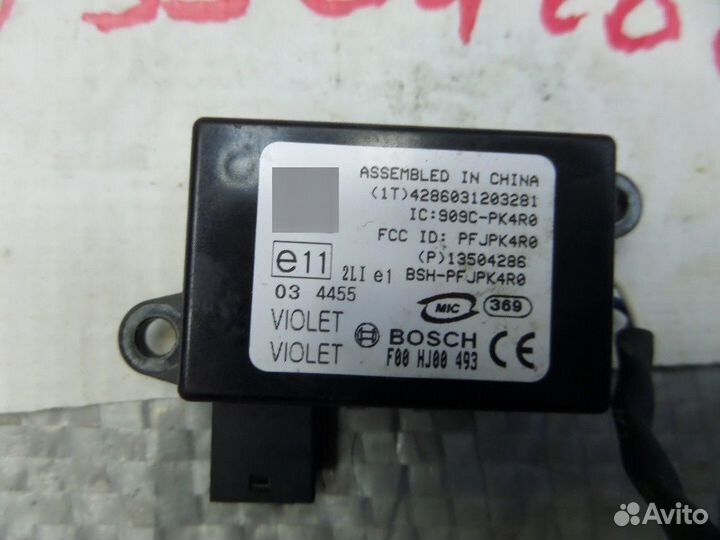 ASSEMBLED IN CHINA
(1T)4286031203281
IC:909C-PK4R0
FCC ID: PFJPK4R0
(P)13504286
BSH-PFJPK4R0
e11
2LI e1
03 4455
MIC
369
VIOLET
VIOLET
BOSCH
F00 HJ00 493
CE
Avito